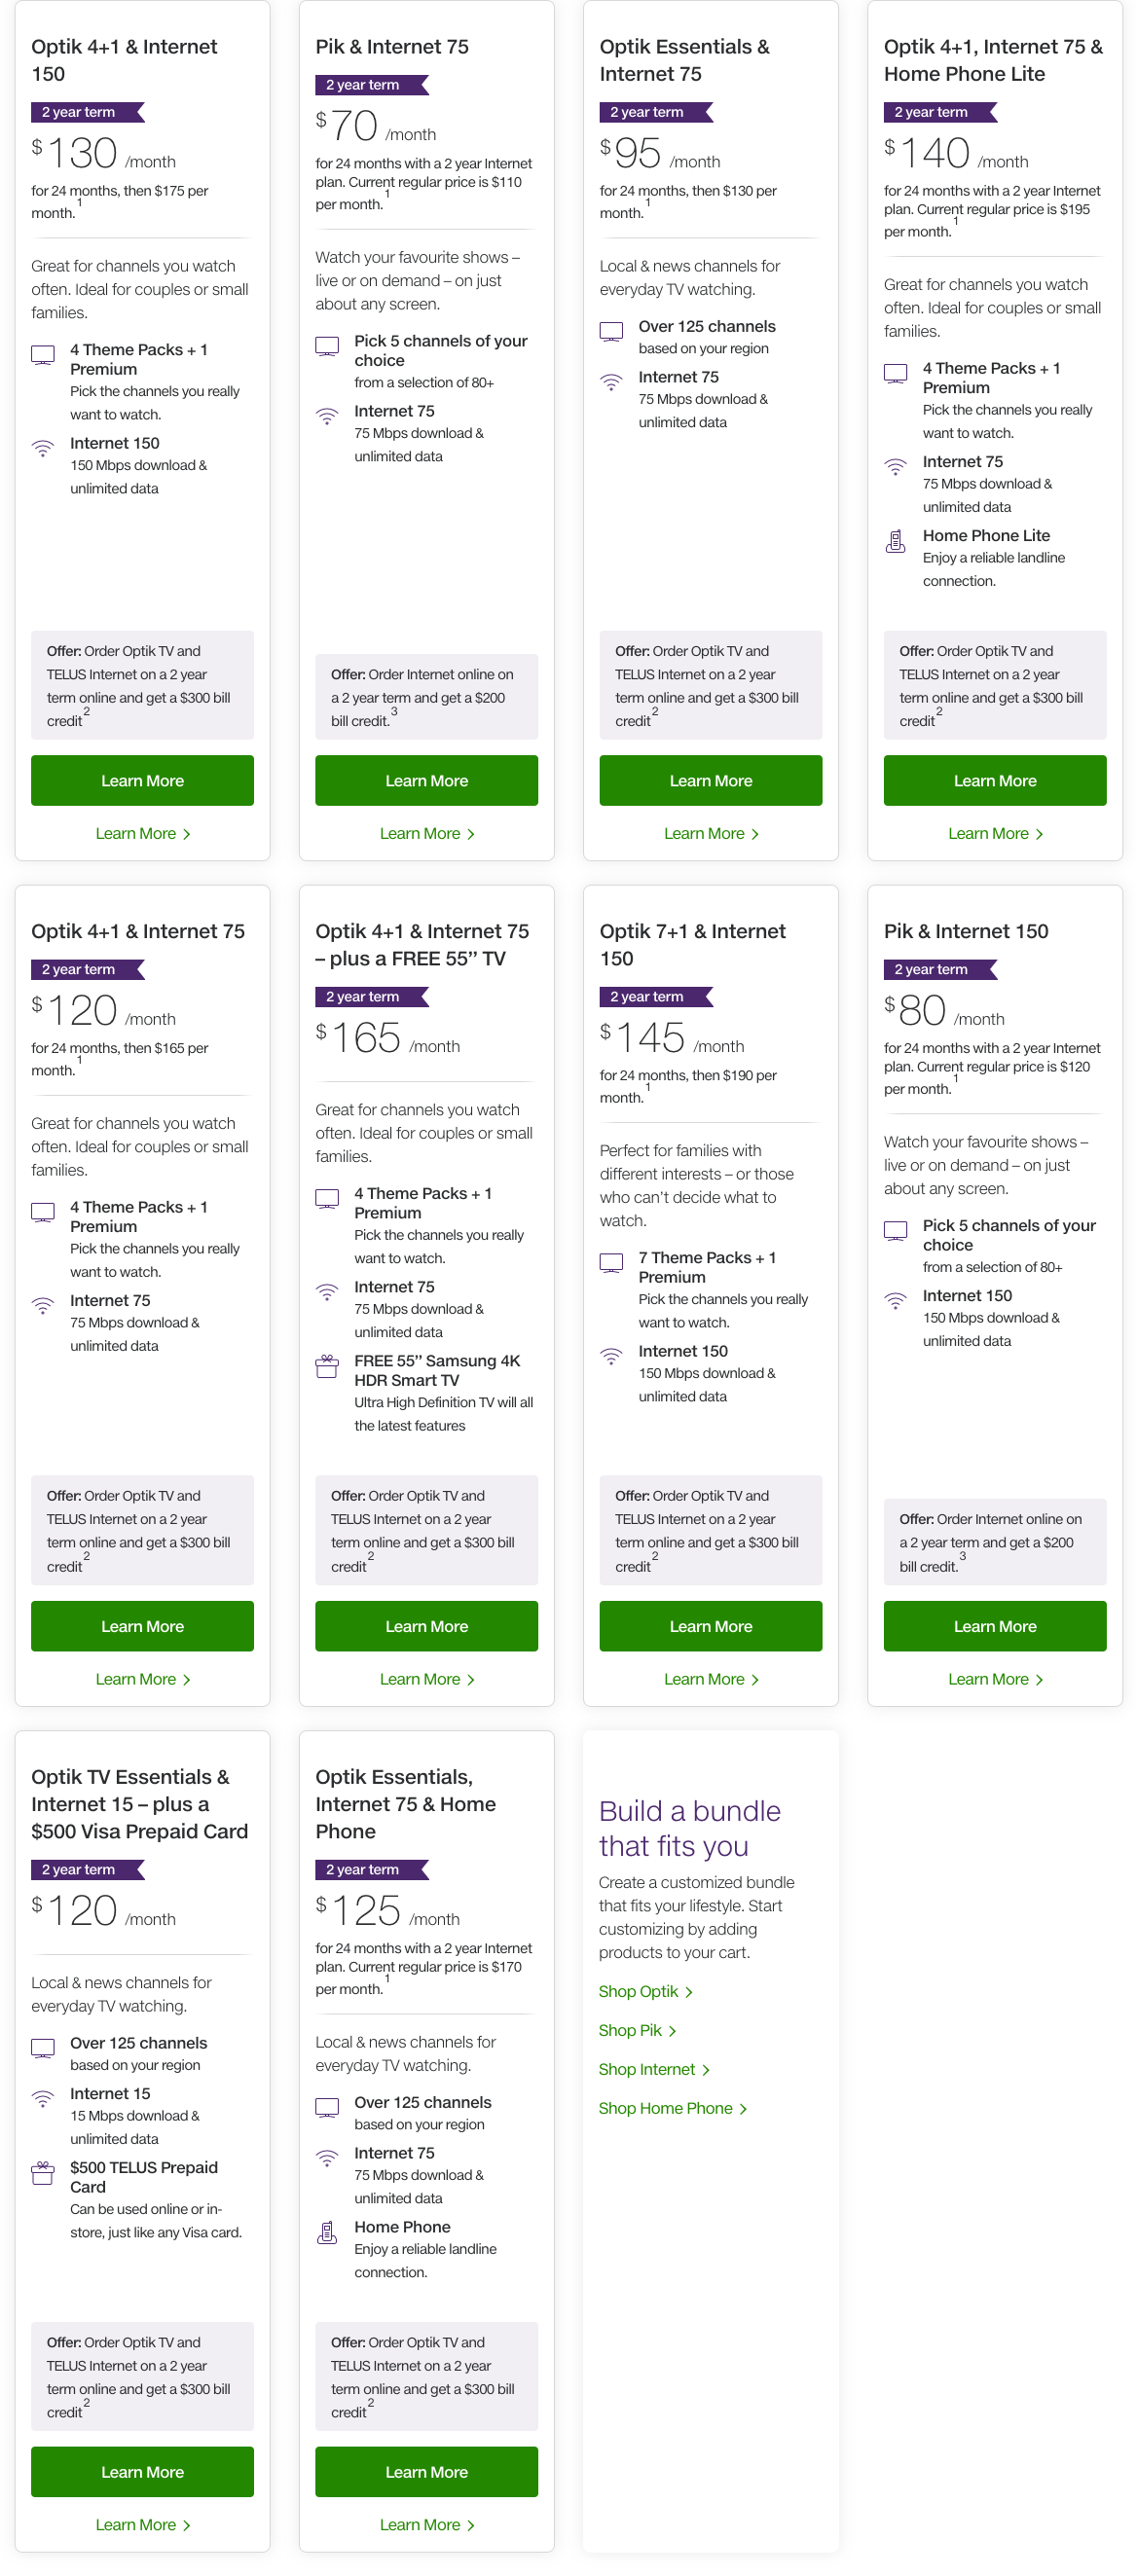 Optik 4+1 & Internet
150
2 year term
$130 /month
for 24 months, then $175 per
month.1
Great for channels you watch
often. Ideal for couples or small
families.
4 Theme Packs + 1
Premium
Pick the channels you really
want to watch.
Internet 150
150 Mbps download &
unlimited data
Offer: Order Optik TV and
TELUS Internet on a 2 year
term online and get a $300 bill
credit2
Learn More
Learn More >
Pik & Internet 75
2 year term
$70 /month
for 24 months with a 2 year Internet
plan. Current regular price is $110
per month.1
Watch your favourite shows –
live or on demand – on just
about any screen.
Pick 5 channels of your
choice
from a selection of 80+
Internet 75
75 Mbps download &
unlimited data
Offer: Order Internet online on
a 2 year term and get a $200
bill credit.3
Learn More
Learn More >
Optik Essentials &
Internet 75
2 year term
$95 /month
for 24 months, then $130 per
month.1
Local & news channels for
everyday TV watching.
Over 125 channels
based on your region
Internet 75
75 Mbps download &
unlimited data
Offer: Order Optik TV and
TELUS Internet on a 2 year
term online and get a $300 bill
credit2
Learn More
Learn More >
Optik 4+1, Internet 75 &
Home Phone Lite
2 year term
$140 /month
for 24 months with a 2 year Internet
plan. Current regular price is $195
per month.1
Great for channels you watch
often. Ideal for couples or small
families.
4 Theme Packs + 1
Premium
Pick the channels you really
want to watch.
Internet 75
75 Mbps download &
unlimited data
Home Phone Lite
Enjoy a reliable landline
connection.
Offer: Order Optik TV and
TELUS Internet on a 2 year
term online and get a $300 bill
credit2
Learn More
Learn More >
Optik 4+1 & Internet 75
2 year term
$120 /month
for 24 months, then $165 per
month.1
Great for channels you watch
often. Ideal for couples or small
families.
4 Theme Packs + 1
Premium
Pick the channels you really
want to watch.
Internet 75
75 Mbps download &
unlimited data
Offer: Order Optik TV and
TELUS Internet on a 2 year
term online and get a $300 bill
credit2
Learn More
Learn More >
Optik 4+1 & Internet 75
– plus a FREE 55’’ TV
2 year term
$165 /month
Great for channels you watch
often. Ideal for couples or small
families.
4 Theme Packs + 1
Premium
Pick the channels you really
want to watch.
Internet 75
75 Mbps download &
unlimited data
FREE 55’’ Samsung 4K
HDR Smart TV
Ultra High Definition TV will all
the latest features
Offer: Order Optik TV and
TELUS Internet on a 2 year
term online and get a $300 bill
credit2
Learn More
Learn More >
Optik 7+1 & Internet
150
2 year term
$145 /month
for 24 months, then $190 per
month.1
Perfect for families with
different interests – or those
who can’t decide what to
watch.
7 Theme Packs + 1
Premium
Pick the channels you really
want to watch.
Internet 150
150 Mbps download &
unlimited data
Offer: Order Optik TV and
TELUS Internet on a 2 year
term online and get a $300 bill
credit2
Learn More
Learn More >
Pik & Internet 150
2 year term
$80 /month
for 24 months with a 2 year Internet
plan. Current regular price is $120
per month.1
Watch your favourite shows –
live or on demand – on just
about any screen.
Pick 5 channels of your
choice
from a selection of 80+
Internet 150
150 Mbps download &
unlimited data
Offer: Order Internet online on
a 2 year term and get a $200
bill credit.3
Learn More
Learn More >
Optik TV Essentials &
Internet 15 – plus a
$500 Visa Prepaid Card
2 year term
$120 /month
Local & news channels for
everyday TV watching.
Over 125 channels
based on your region
Internet 15
15 Mbps download &
unlimited data
$500 TELUS Prepaid
Card
Can be used online or in-
store, just like any Visa card.
Offer: Order Optik TV and
TELUS Internet on a 2 year
term online and get a $300 bill
credit2
Learn More
Learn More >
Optik Essentials,
Internet 75 & Home
Phone
2 year term
$125 /month
for 24 months with a 2 year Internet
plan. Current regular price is $170
per month.1
Local & news channels for
everyday TV watching.
Over 125 channels
based on your region
Internet 75
75 Mbps download &
unlimited data
Home Phone
Enjoy a reliable landline
connection.
Offer: Order Optik TV and
TELUS Internet on a 2 year
term online and get a $300 bill
credit2
Learn More
Learn More >
Build a bundle
that fits you
Create a customized bundle
that fits your lifestyle. Start
customizing by adding
products to your cart.
Shop Optik >
Shop Pik >
Shop Internet >
Shop Home Phone >